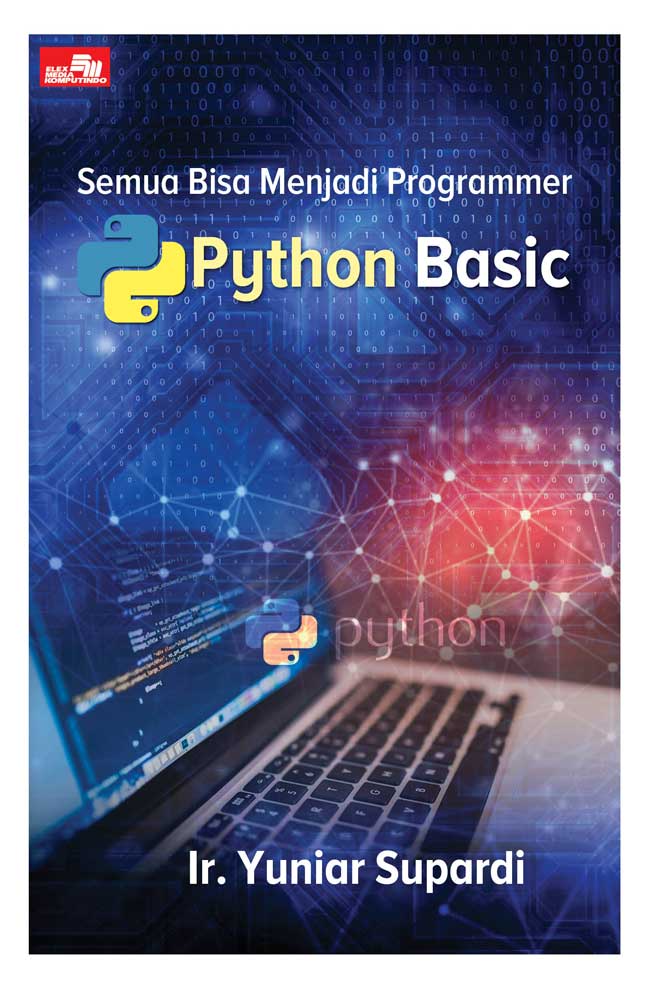 ELEX
MEDIA
KOMPUTINDO
Semua Bisa Menjadi Programmer
Python Basic
python
Ir. Yuniar Supardi